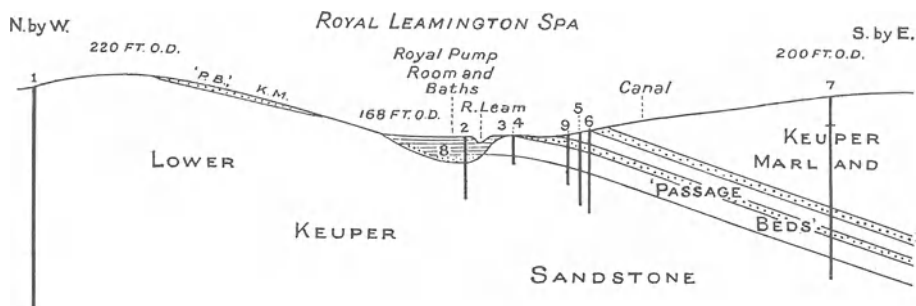 ROYAL LEAMINGTON SPA
N. by W.
S. by E.
220 FT. O.D.
Royal Pump
Room and
Baths
R. Leam
Canal
200 FT. O.D.
1
'P.B.'
K.M.
168 FT. O.D.
2
3
4
9
5
6
7
8
KEUPER
MARL AND
LOWER
'PASSAGE
BEDS'
KEUPER
SANDSTONE